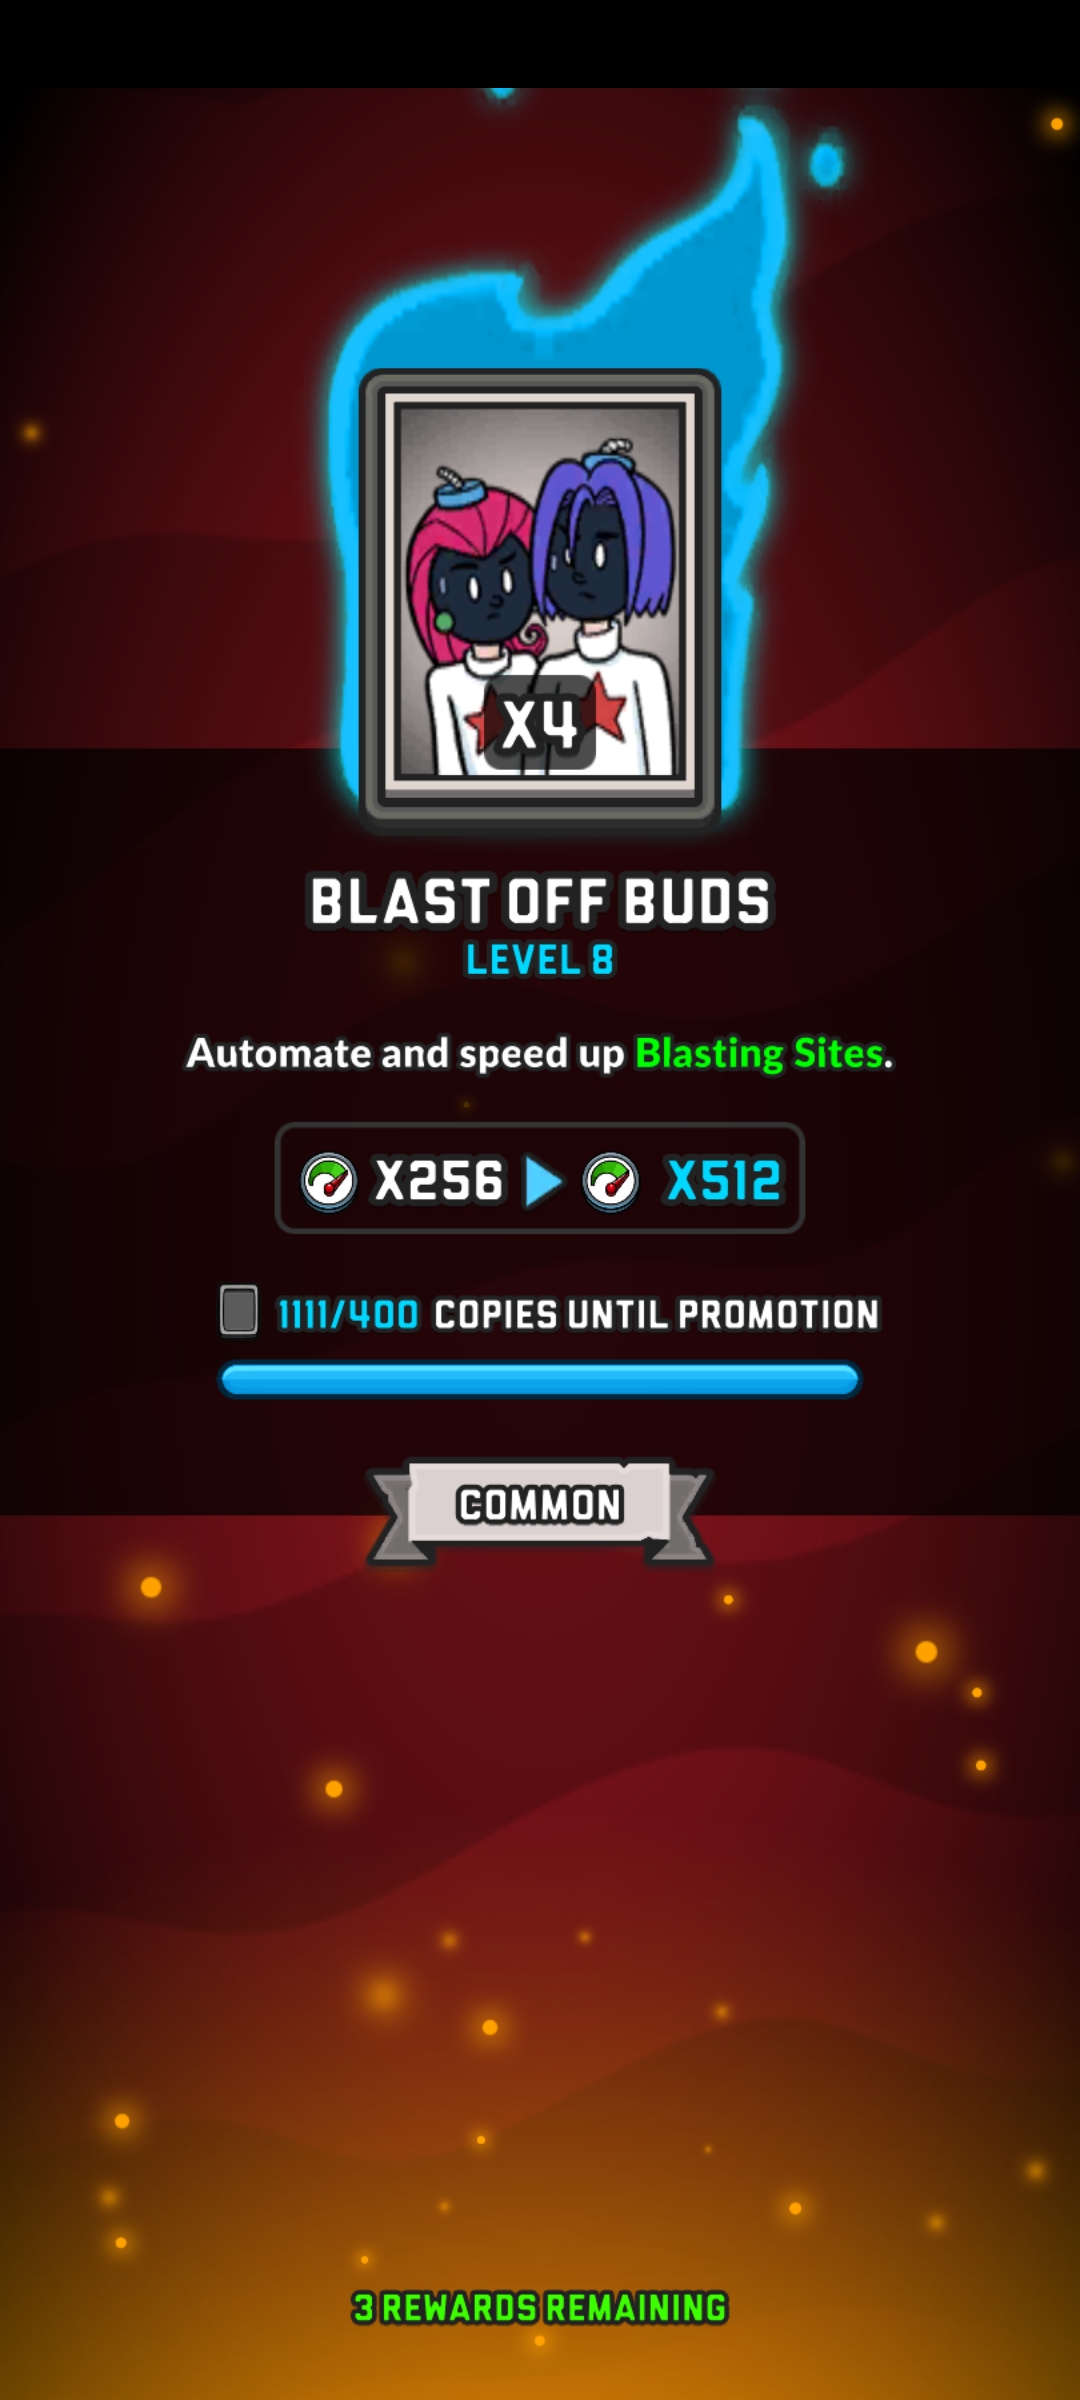 X4
BLAST OFF BUDS
LEVEL 8
Automate and speed up Blasting Sites.
X256 X512
1111/400 COPIES UNTIL PROMOTION
COMMON
3 REWARDS REMAINING